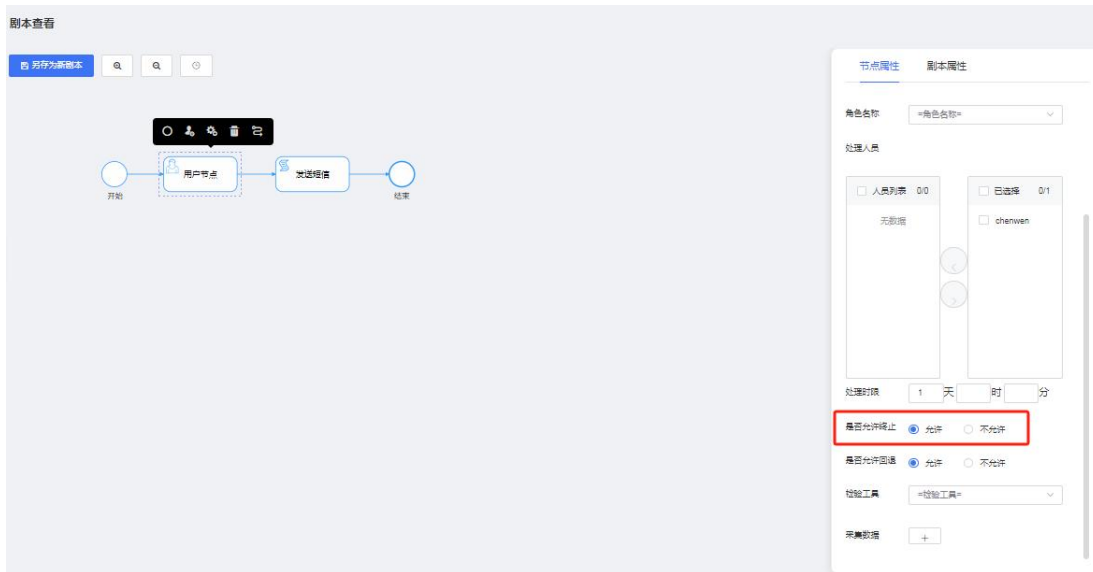 剧本查看
另存为新剧本
节点属性 剧本属性
角色名称 =角色名称=
处理人员
用户节点
发送短信
开始
结束
人员列表 0/0
已选择 0/1
无数据
chenwen
处理时限 1 天 时 分
是否允许终止 允许 不允许
是否允许回退 允许 不允许
检验工具 =检验工具=
采集数据 +